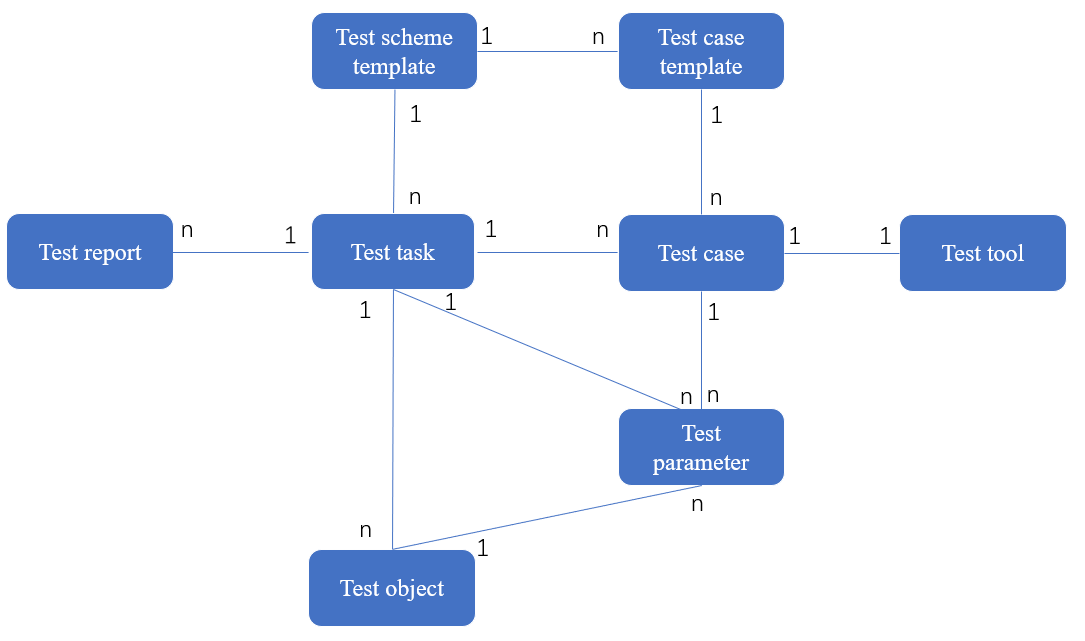 Test scheme
template
1
n
Test case
template
1
1
n
n
Test report
n
1
Test task
1
n
Test case
1
1
Test tool
1
1
1
n
n
Test
parameter
n
n
1
Test object